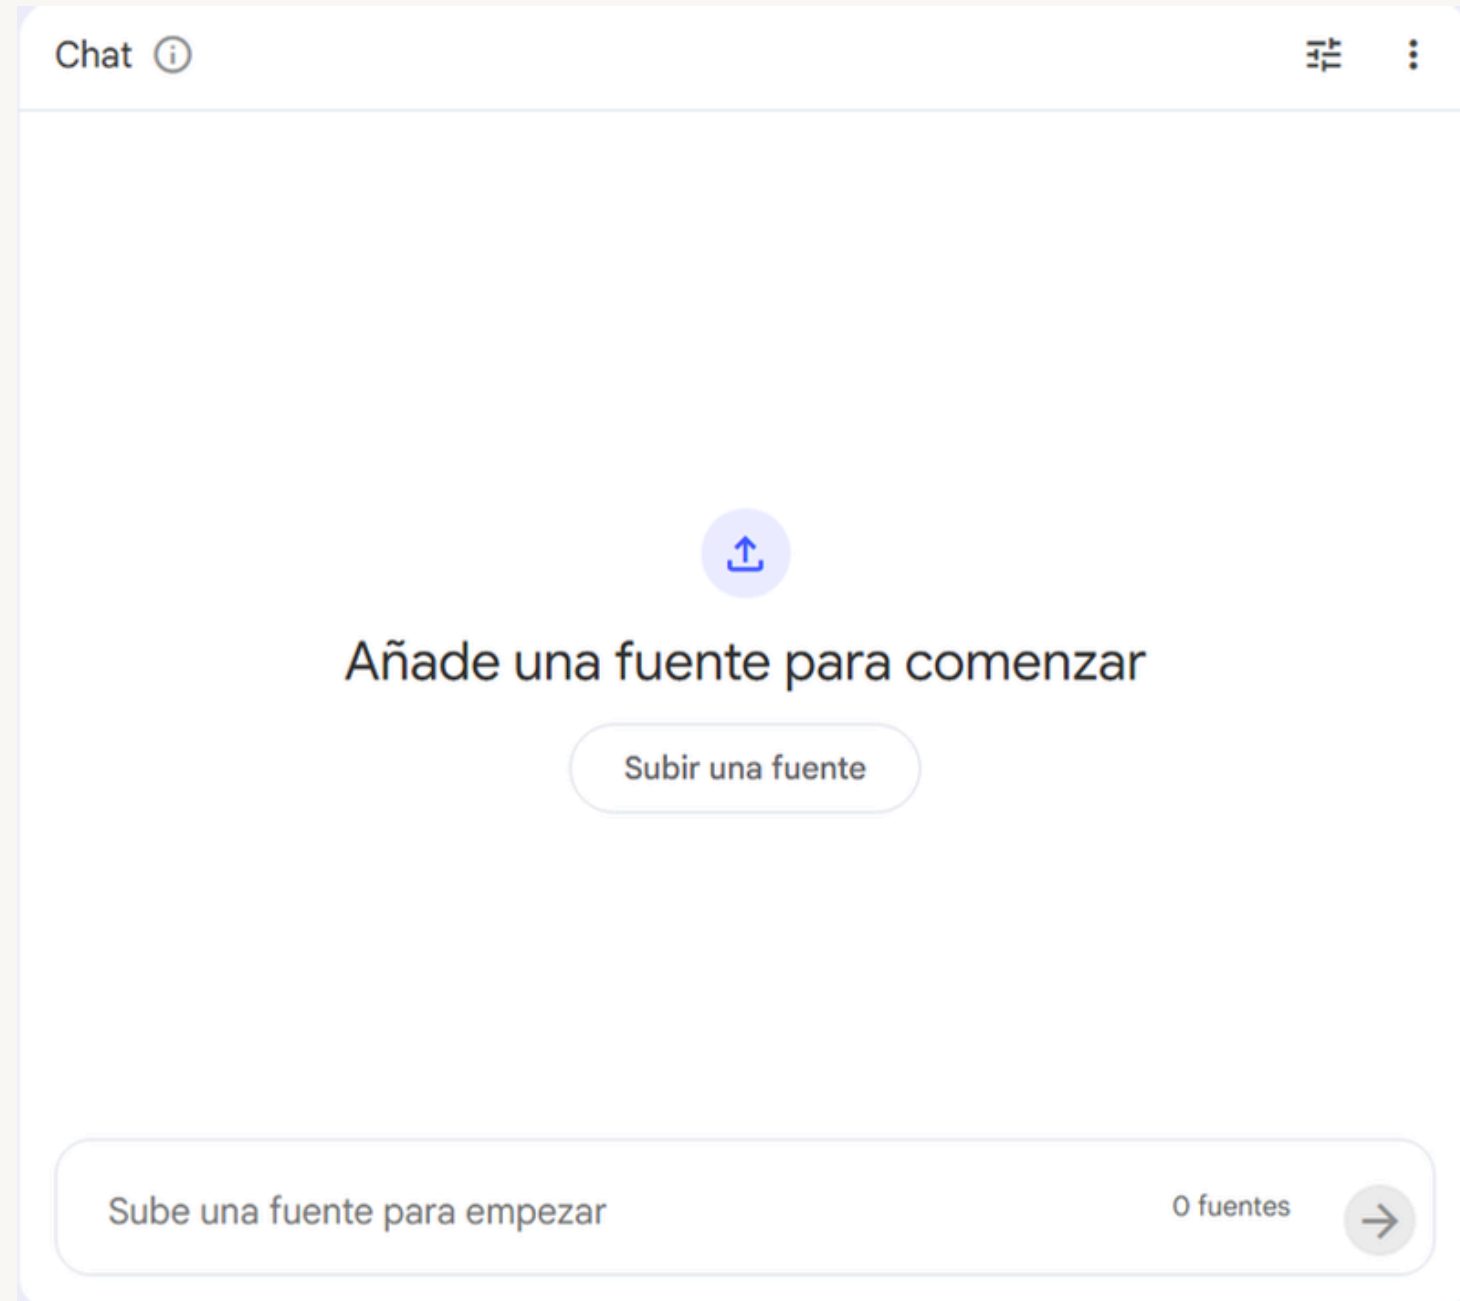 Chat
Añade una fuente para comenzar
Subir una fuente
Sube una fuente para empezar
0 fuentes